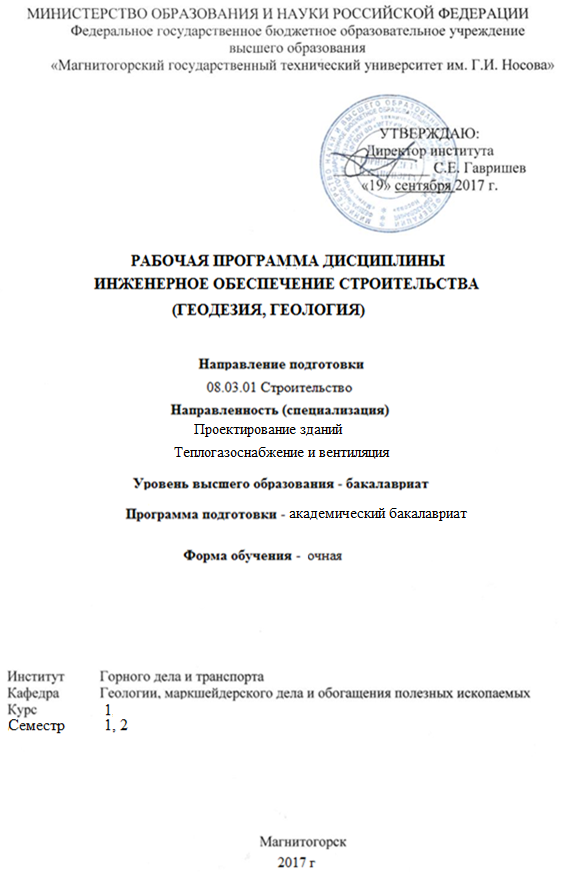 МИНИСТЕРСТВО ОБРАЗОВАНИЯ И НАУКИ РОССИЙСКОЙ ФЕДЕРАЦИИ
Федеральное государственное бюджетное образовательное учреждение
высшего образования
«Магнитогорский государственный технический университет им. Г.И. Носова»
УТВЕРЖДАЮ:
Директор института
С.Е. Гавришев
«19» сентября 2017 г.
РАБОЧАЯ ПРОГРАММА ДИСЦИПЛИНЫ
ИНЖЕНЕРНОЕ ОБЕСПЕЧЕНИЕ СТРОИТЕЛЬСТВА
(ГЕОДЕЗИЯ, ГЕОЛОГИЯ)
Направление подготовки
08.03.01 Строительство
Направленность (специализация)
Проектирование зданий
Теплогазоснабжение и вентиляция
Уровень высшего образования - бакалавриат
Программа подготовки - академический бакалавриат
Форма обучения - очная
Институт Горного дела и транспорта
Кафедра Геологии, маркшейдерского дела и обогащения полезных ископаемых
Курс 1
Семестр 1, 2
Магнитогорск
2017 г